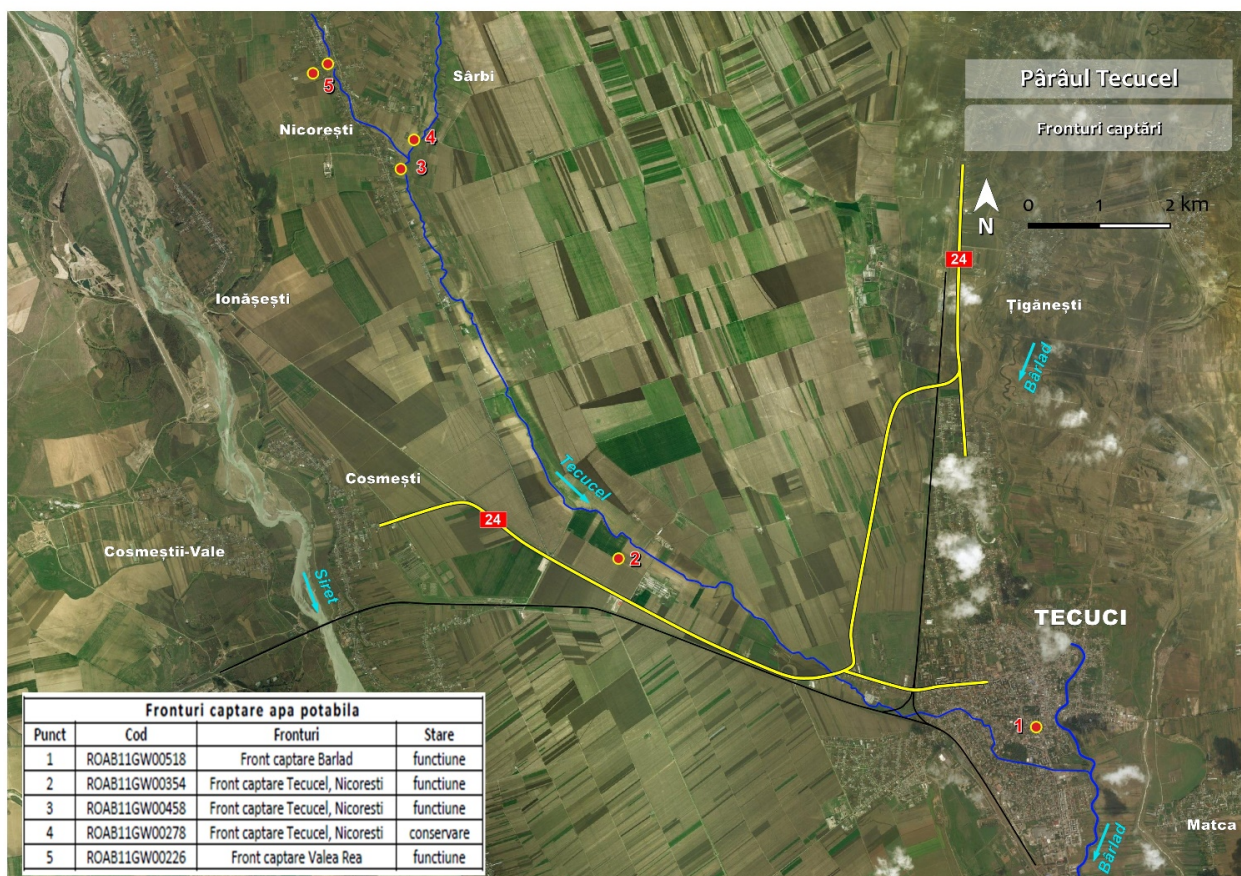 Pârâul Tecucel
Fronturi captări
Sârbi
5
Nicorești
4
3
N
0 1 2 km
24
Ționășești
Țigănești
Bârlad
Cosmești
Tecucel
24
Cosmeștii-Vale
2
Siret
TECUCI
1
Matca
Bârlad
Fronturi captare apa potabila
Punct Cod Fronturi Stare
1 ROAB11GW00518 Front captare Barlad functiune
2 ROAB11GW00354 Front captare Tecucel, Nicoresti functiune
3 ROAB11GW00458 Front captare Tecucel, Nicoresti functiune
4 ROAB11GW00278 Front captare Tecucel, Nicoresti conservare
5 ROAB11GW00226 Front captare Valea Rea functiune